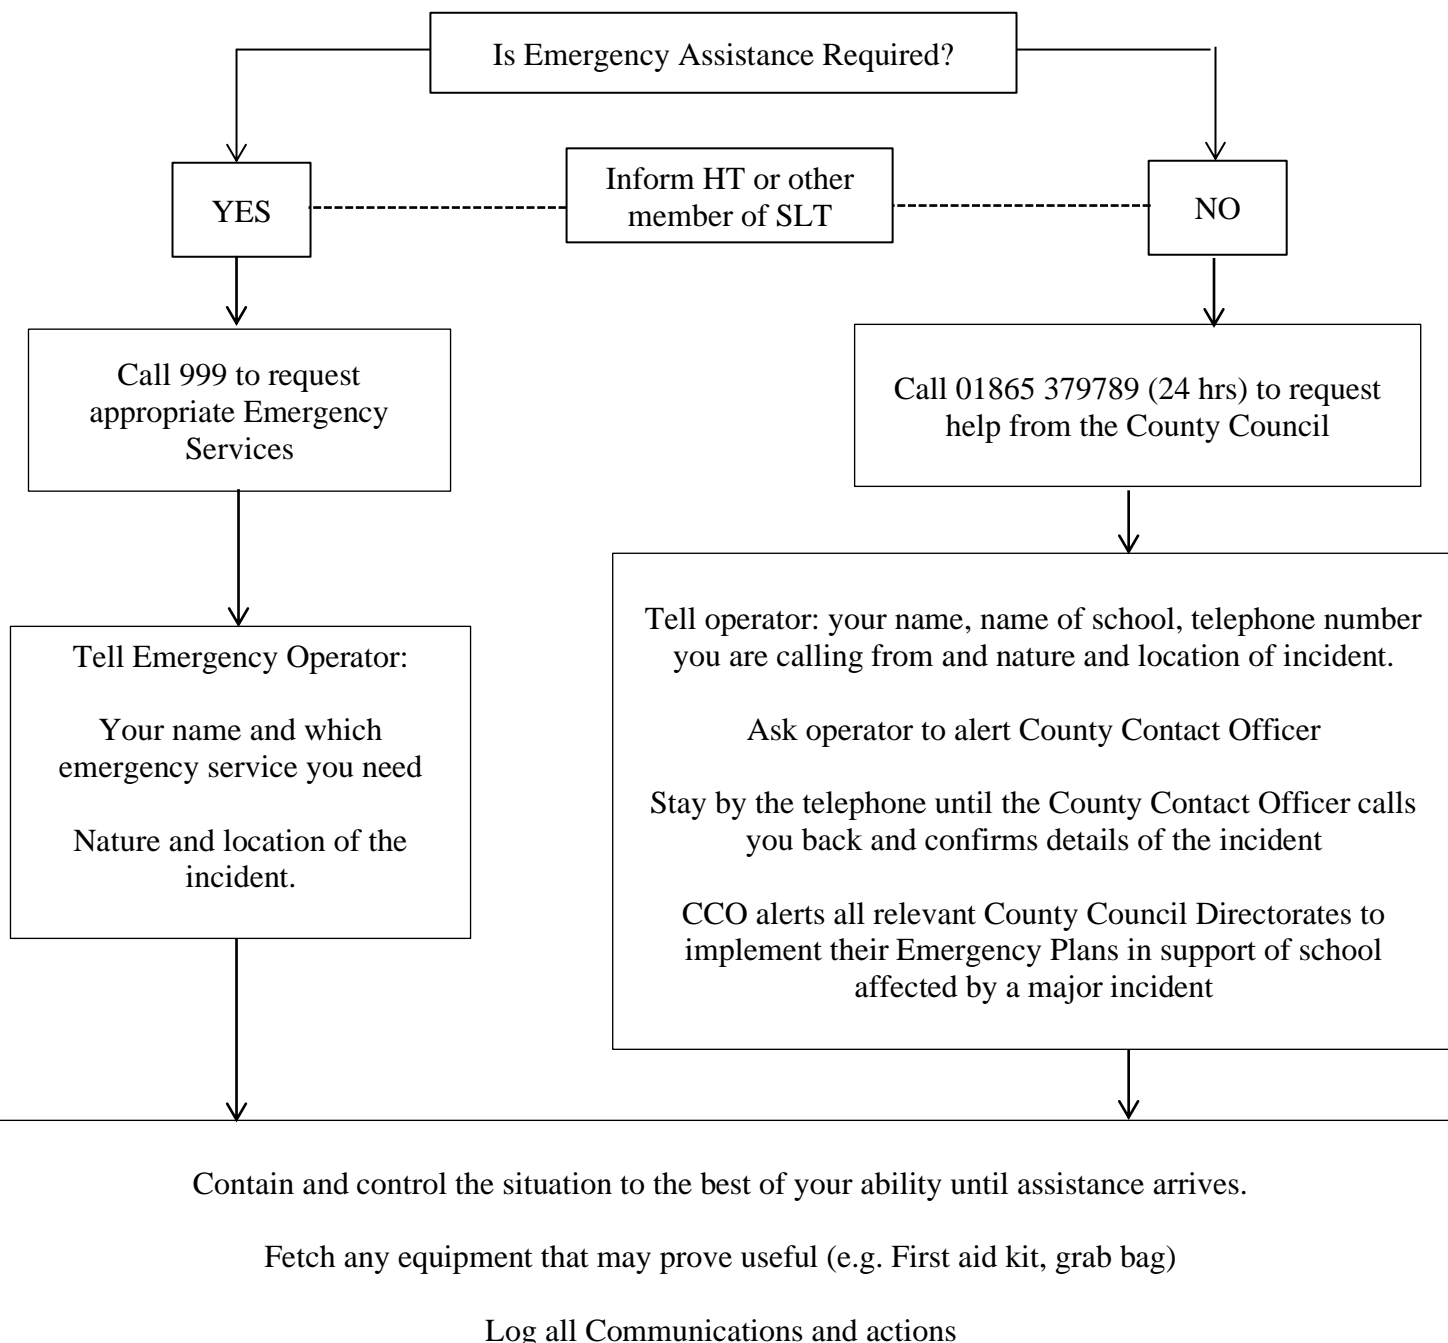 Is Emergency Assistance Required?
YES
Inform HT or other
member of SLT
NO
Call 999 to request
appropriate Emergency
Services
Call 01865 379789 (24 hrs) to request
help from the County Council
Tell Emergency Operator:
Your name and which
emergency service you need
Nature and location of the
incident.
Tell operator: your name, name of school, telephone number
you are calling from and nature and location of incident.
Ask operator to alert County Contact Officer
Stay by the telephone until the County Contact Officer calls
you back and confirms details of the incident
CCO alerts all relevant County Council Directorates to
implement their Emergency Plans in support of school
affected by a major incident
Contain and control the situation to the best of your ability until assistance arrives.
Fetch any equipment that may prove useful (e.g. First aid kit, grab bag)
Log all Communications and actions